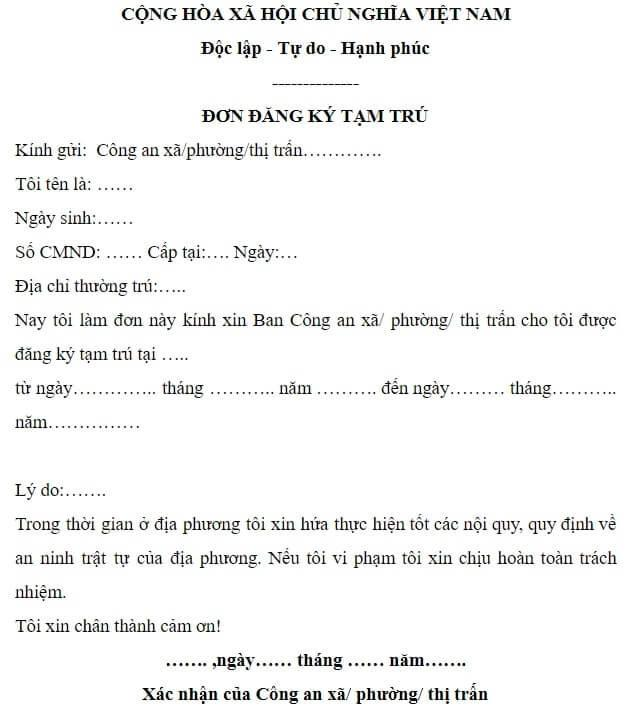 CỘNG HÒA XÃ HỘI CHỦ NGHĨA VIỆT NAM
Độc lập - Tự do - Hạnh phúc
--------------
ĐƠN ĐĂNG KÝ TẠM TRÚ
Kính gửi: Công an xã/phường/thị trấn………….
Tôi tên là: ……
Ngày sinh:……
Số CMND: …… Cấp tại:…. Ngày:…
Địa chỉ thường trú:…..
Nay tôi làm đơn này kính xin Ban Công an xã/ phường/ thị trấn cho tôi được
đăng ký tạm trú tại …..
từ ngày………….. tháng ……….. năm ………. đến ngày……… tháng………..
năm……………
Lý do:…….
Trong thời gian ở địa phương tôi xin hứa thực hiện tốt các nội quy, quy định về
an ninh trật tự của địa phương. Nếu tôi vi phạm tôi xin chịu hoàn toàn trách
nhiệm.
Tôi xin chân thành cảm ơn!
……. ,ngày…… tháng …… năm…….
Xác nhận của Công an xã/ phường/ thị trấn